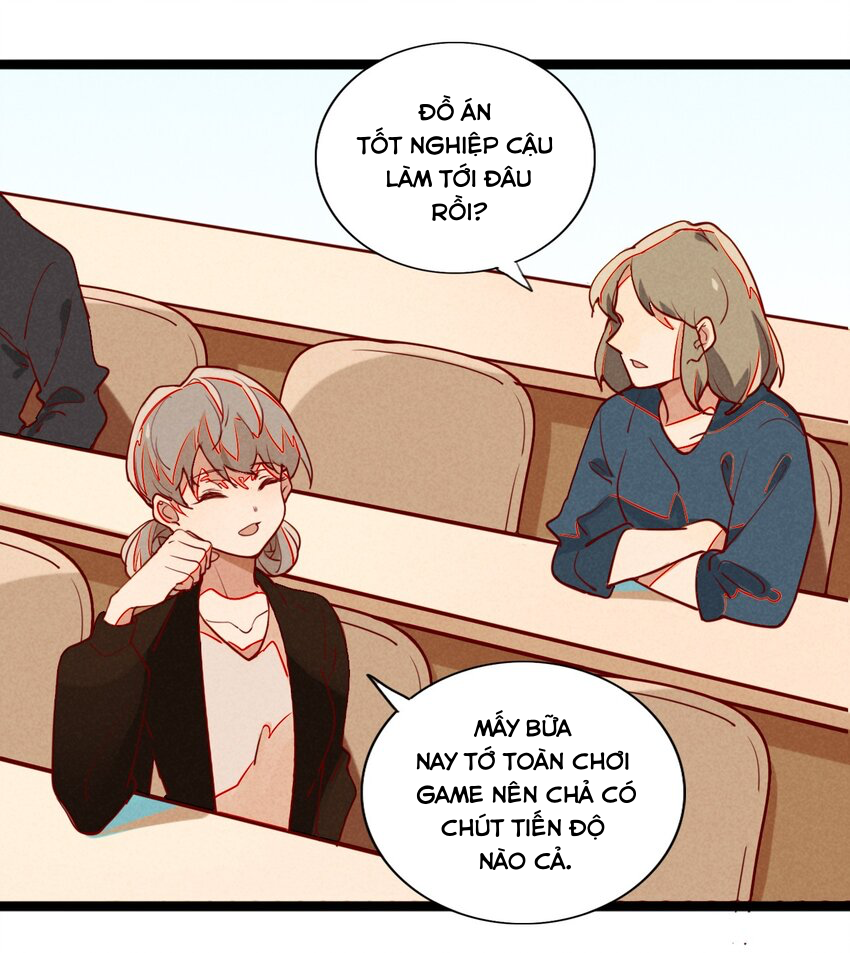 ĐỒ ÁN
TỐT NGHIỆP CẬU
LÀM TỚI ĐÂU
RỒI?
MẤY BỮA
NAY TỚ TOÀN CHƠI
GAME NÊN CHẢ CÓ
CHÚT TIẾN ĐỘ
NÀO CẢ.